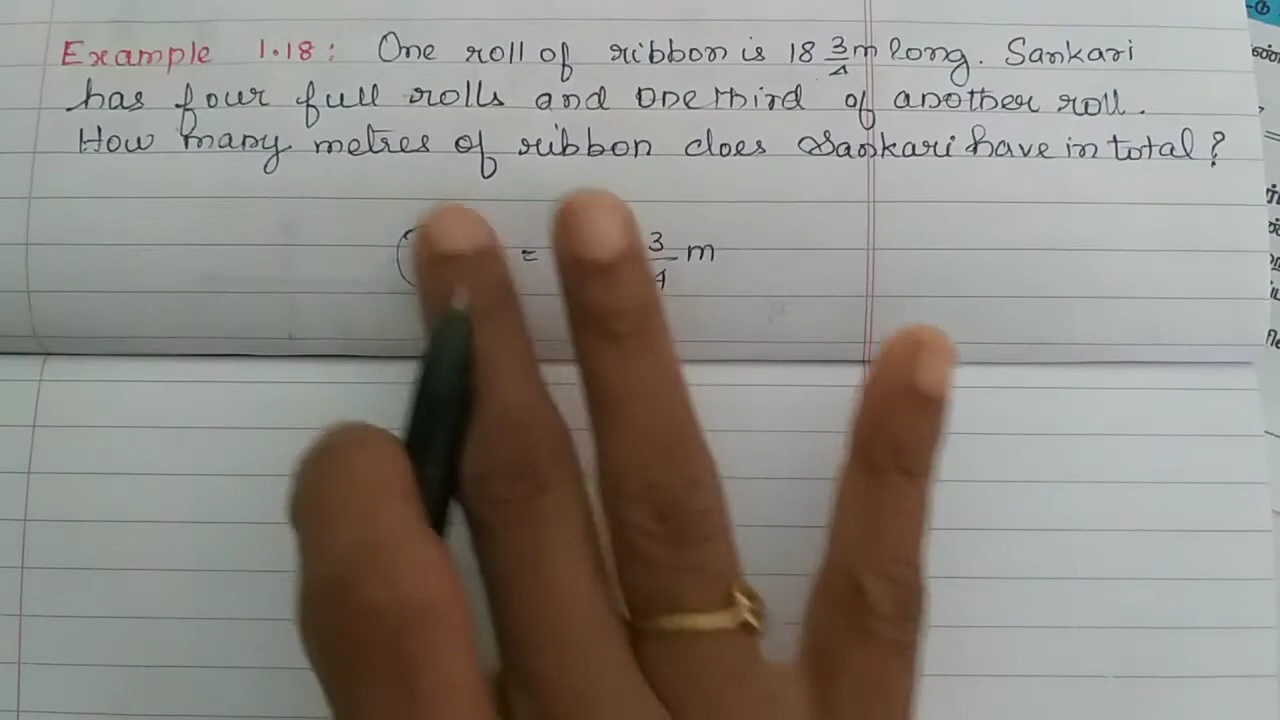 Example 1.18: One roll of ribbon is 18 3/4 m long. Sankari
has four full rolls and one third of another roll.
How many metres of ribbon does Sankari have in total?
= 3/4 m